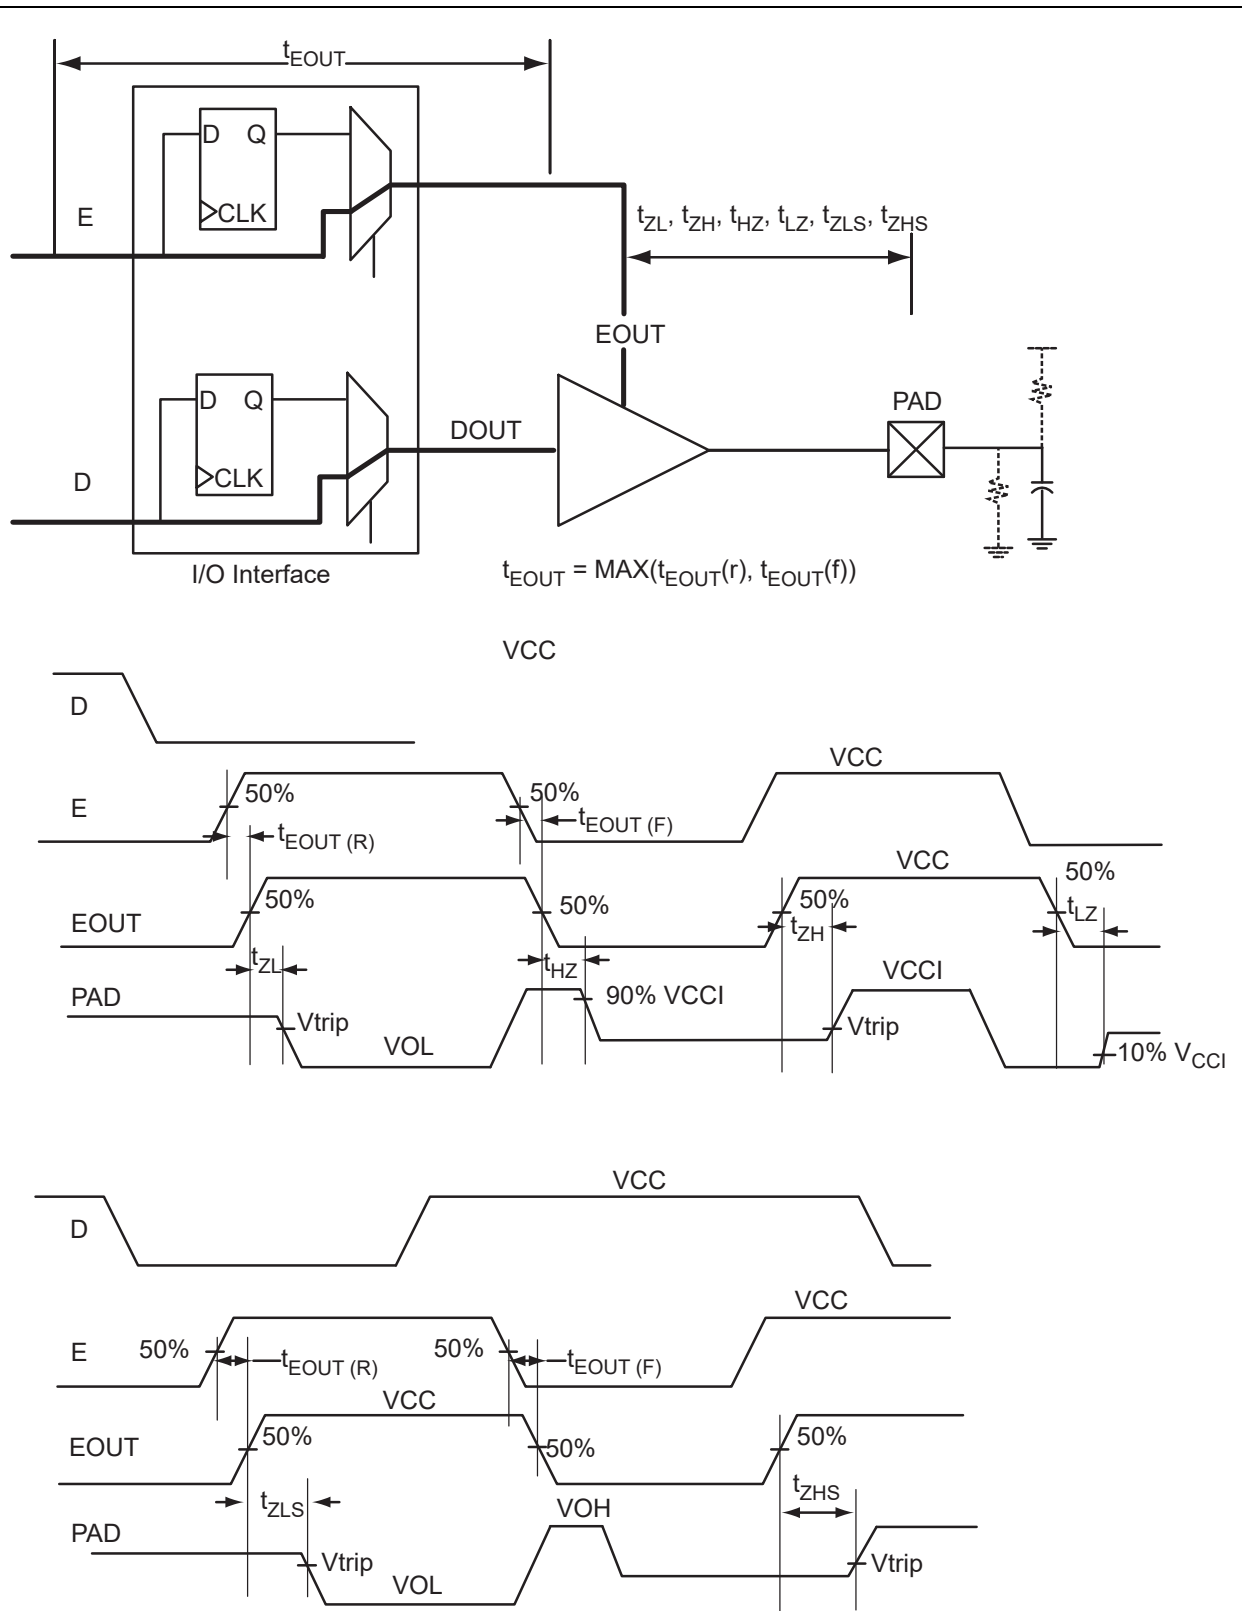 tEOUT
D Q
CLK
E
tZL, tZH, tHZ, tLZ, tZLS, tZHS
EOUT
D Q
CLK
DOUT
PAD
D
I/O Interface
tEOUT = MAX(tEOUT(r), tEOUT(f))
VCC
D
VCC
E
50%
50%
tEOUT (R)
tEOUT (F)
VCC
50%
EOUT
50%
50%
50%
tZL
tHZ
tZH
tLZ
PAD
VCCI
90% VCCI
Vtrip
Vtrip
VOL
10% VCCI
VCC
D
VCC
E
50%
tEOUT (R)
50%
tEOUT (F)
VCC
EOUT
50%
50%
50%
tZLS
tZHS
VOH
PAD
Vtrip
Vtrip
VOL